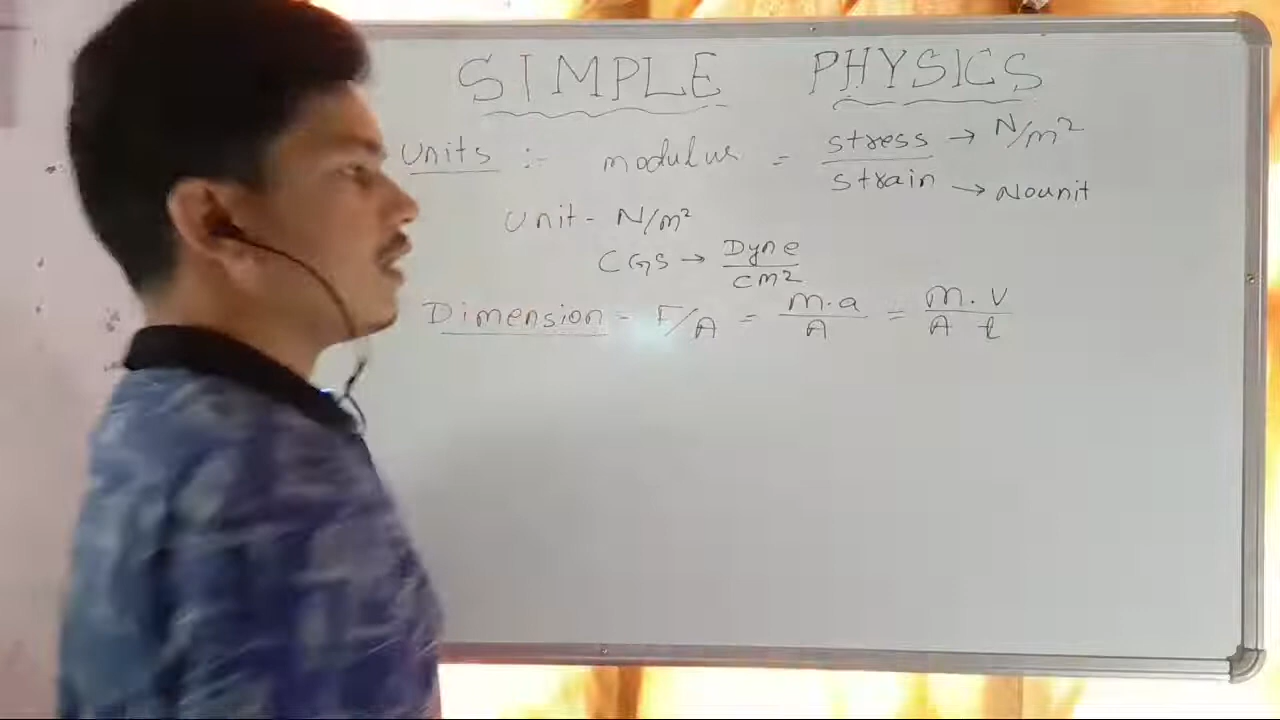 SIMPLE PHYSICS
Units :- modulus = stress/strain → N/m²
→ Nounit
Unit - N/m²
CGS → Dyne/cm²
Dimension - F/A = m.a/A = m.v/A t